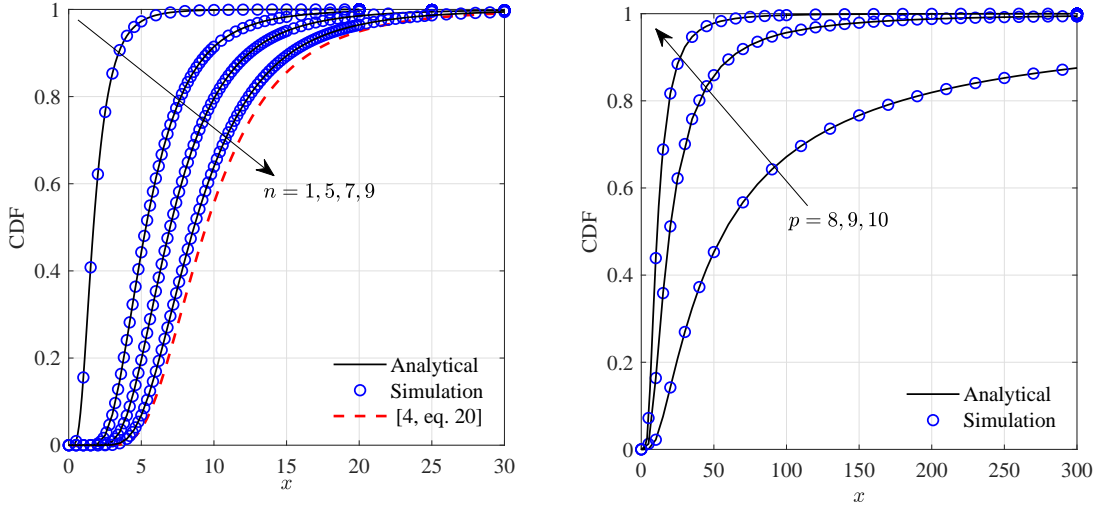 1
0.8
0.6
0.4
0.2
0
CDF
0 5 10 15 20 25 30
x
n = 1, 5, 7, 9
Analytical
Simulation
[4, eq. 20]
1
0.8
0.6
0.4
0.2
0
CDF
0 50 100 150 200 250 300
x
p = 8, 9, 10
Analytical
Simulation